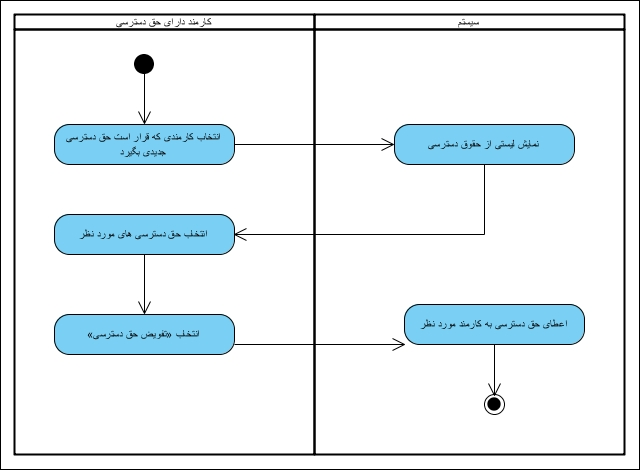 کارمند دارای حق دسترسی
سیستم
انتخاب کارمندی که قرار است حق دسترسی
جدیدی بگیرد
نمایش لیستی از حقوق دسترسی
انتخاب حق دسترسی های مورد نظر
انتخاب «تفویض حق دسترسی»
اعطای حق دسترسی به کارمند مورد نظر